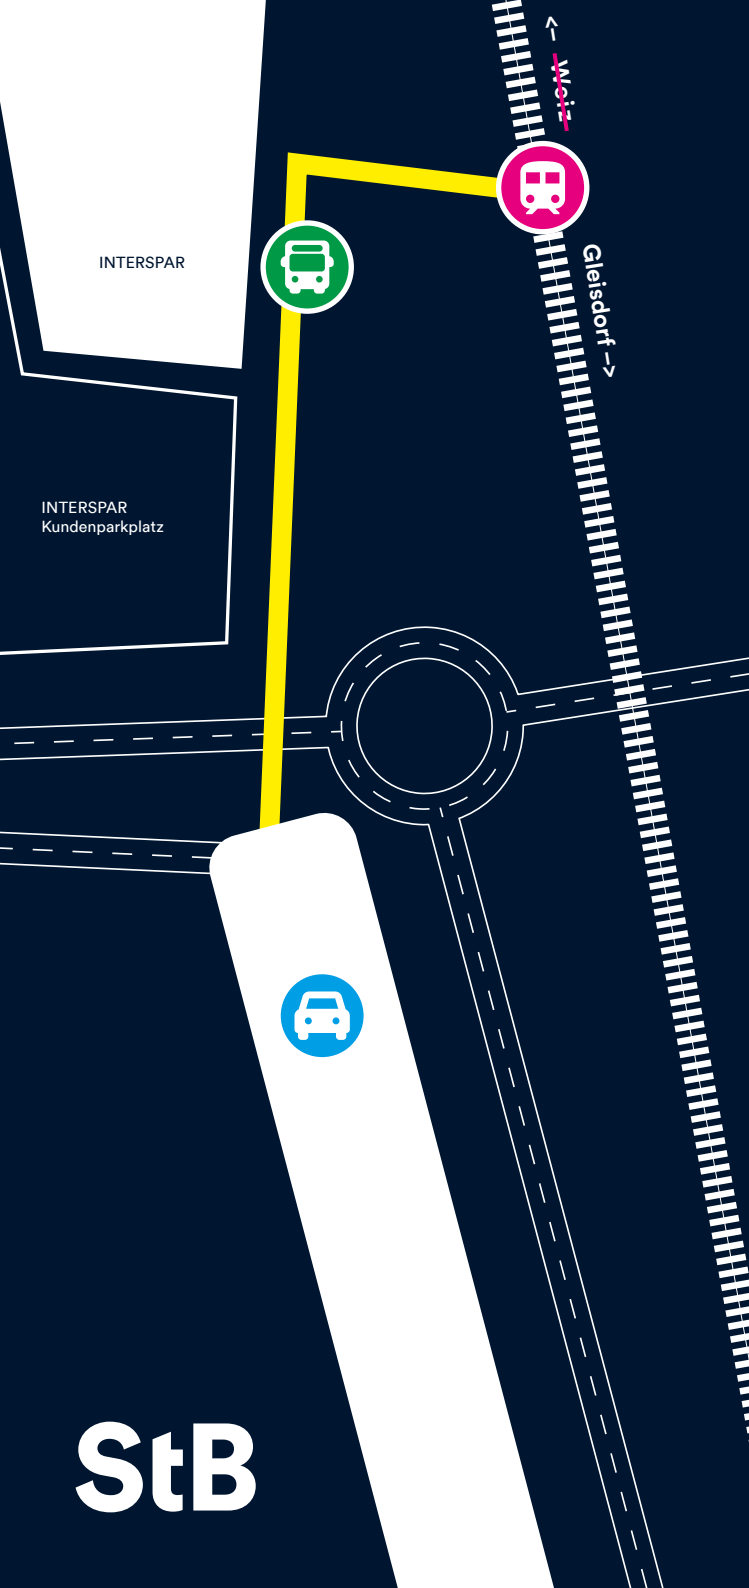 <- Weiz
Gleisdorf ->
INTERSPAR
INTERSPAR
Kundenparkplatz
StB